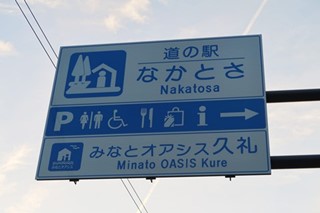 道の駅
なかとさ
Nakatosa
P i
みなとオアシス久礼
Minato OASIS Kure